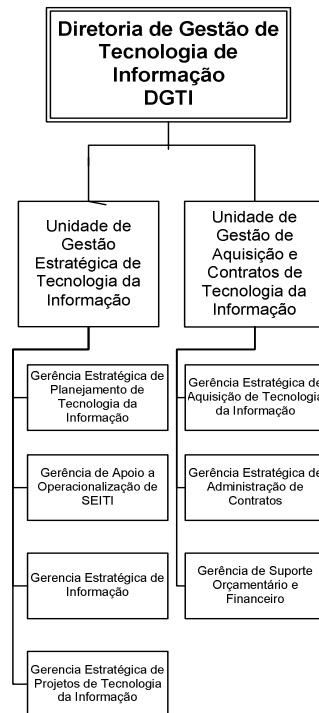 Diretoria de Gestão de
Tecnologia de
Informação
DGTI
Unidade de
Gestão
Estratégica de
Tecnologia da
Informação
Unidade de
Gestão de
Aquisição e
Contratos de
Tecnologia da
Informação
Gerência Estratégica de
Planejamento de
Tecnologia da
Informação
Gerência de Apoio a
Operacionalização de
SEITI
Gerencia Estratégica de
Informação
Gerencia Estratégica de
Projetos de Tecnologia
da Informação
Gerência Estratégica de
Aquisição de Tecnologia
da Informação
Gerência Estratégica de
Administração de
Contratos
Gerência de Suporte
Orçamentário e
Financeiro